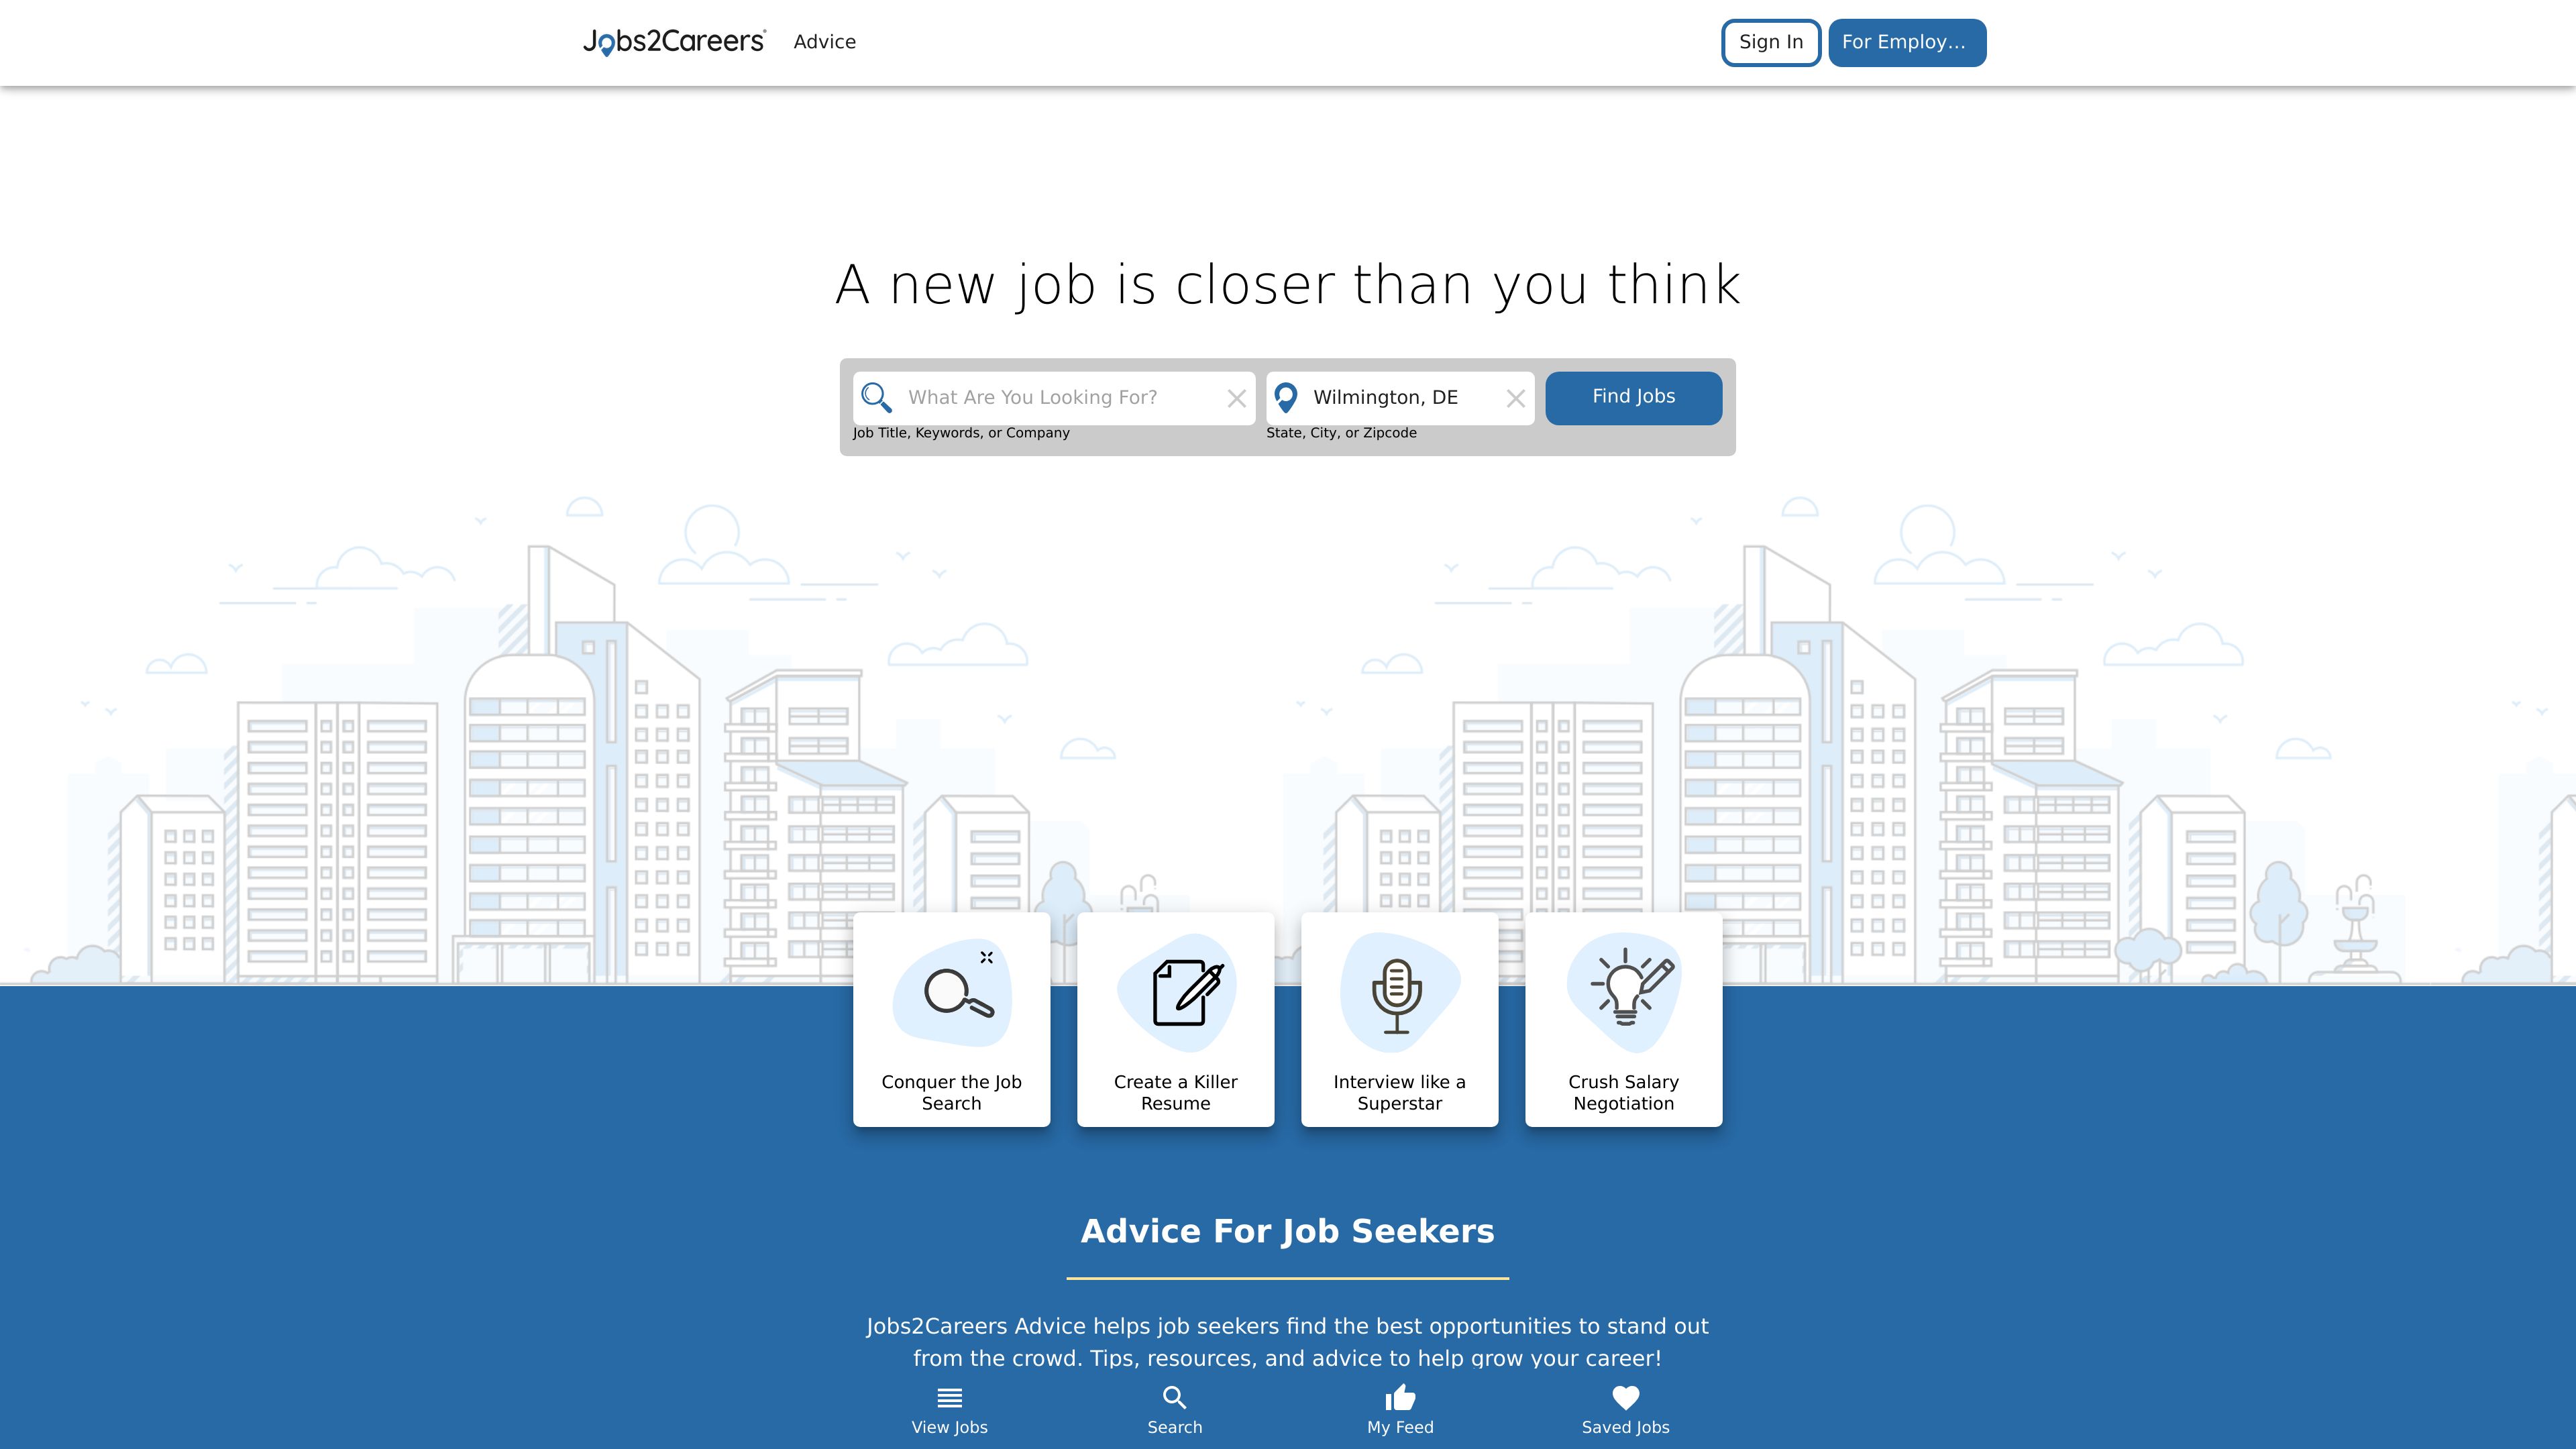 Jobs2Careers
Advice
Sign In
For Employ...
A new job is closer than you think
What Are You Looking For?
Wilmington, DE
Find Jobs
Job Title, Keywords, or Company
State, City, or Zipcode
Conquer the Job
Search
Create a Killer
Resume
Interview like a
Superstar
Crush Salary
Negotiation
Advice For Job Seekers
Jobs2Careers Advice helps job seekers find the best opportunities to stand out
from the crowd. Tips, resources, and advice to help grow your career!
View Jobs
Search
My Feed
Saved Jobs